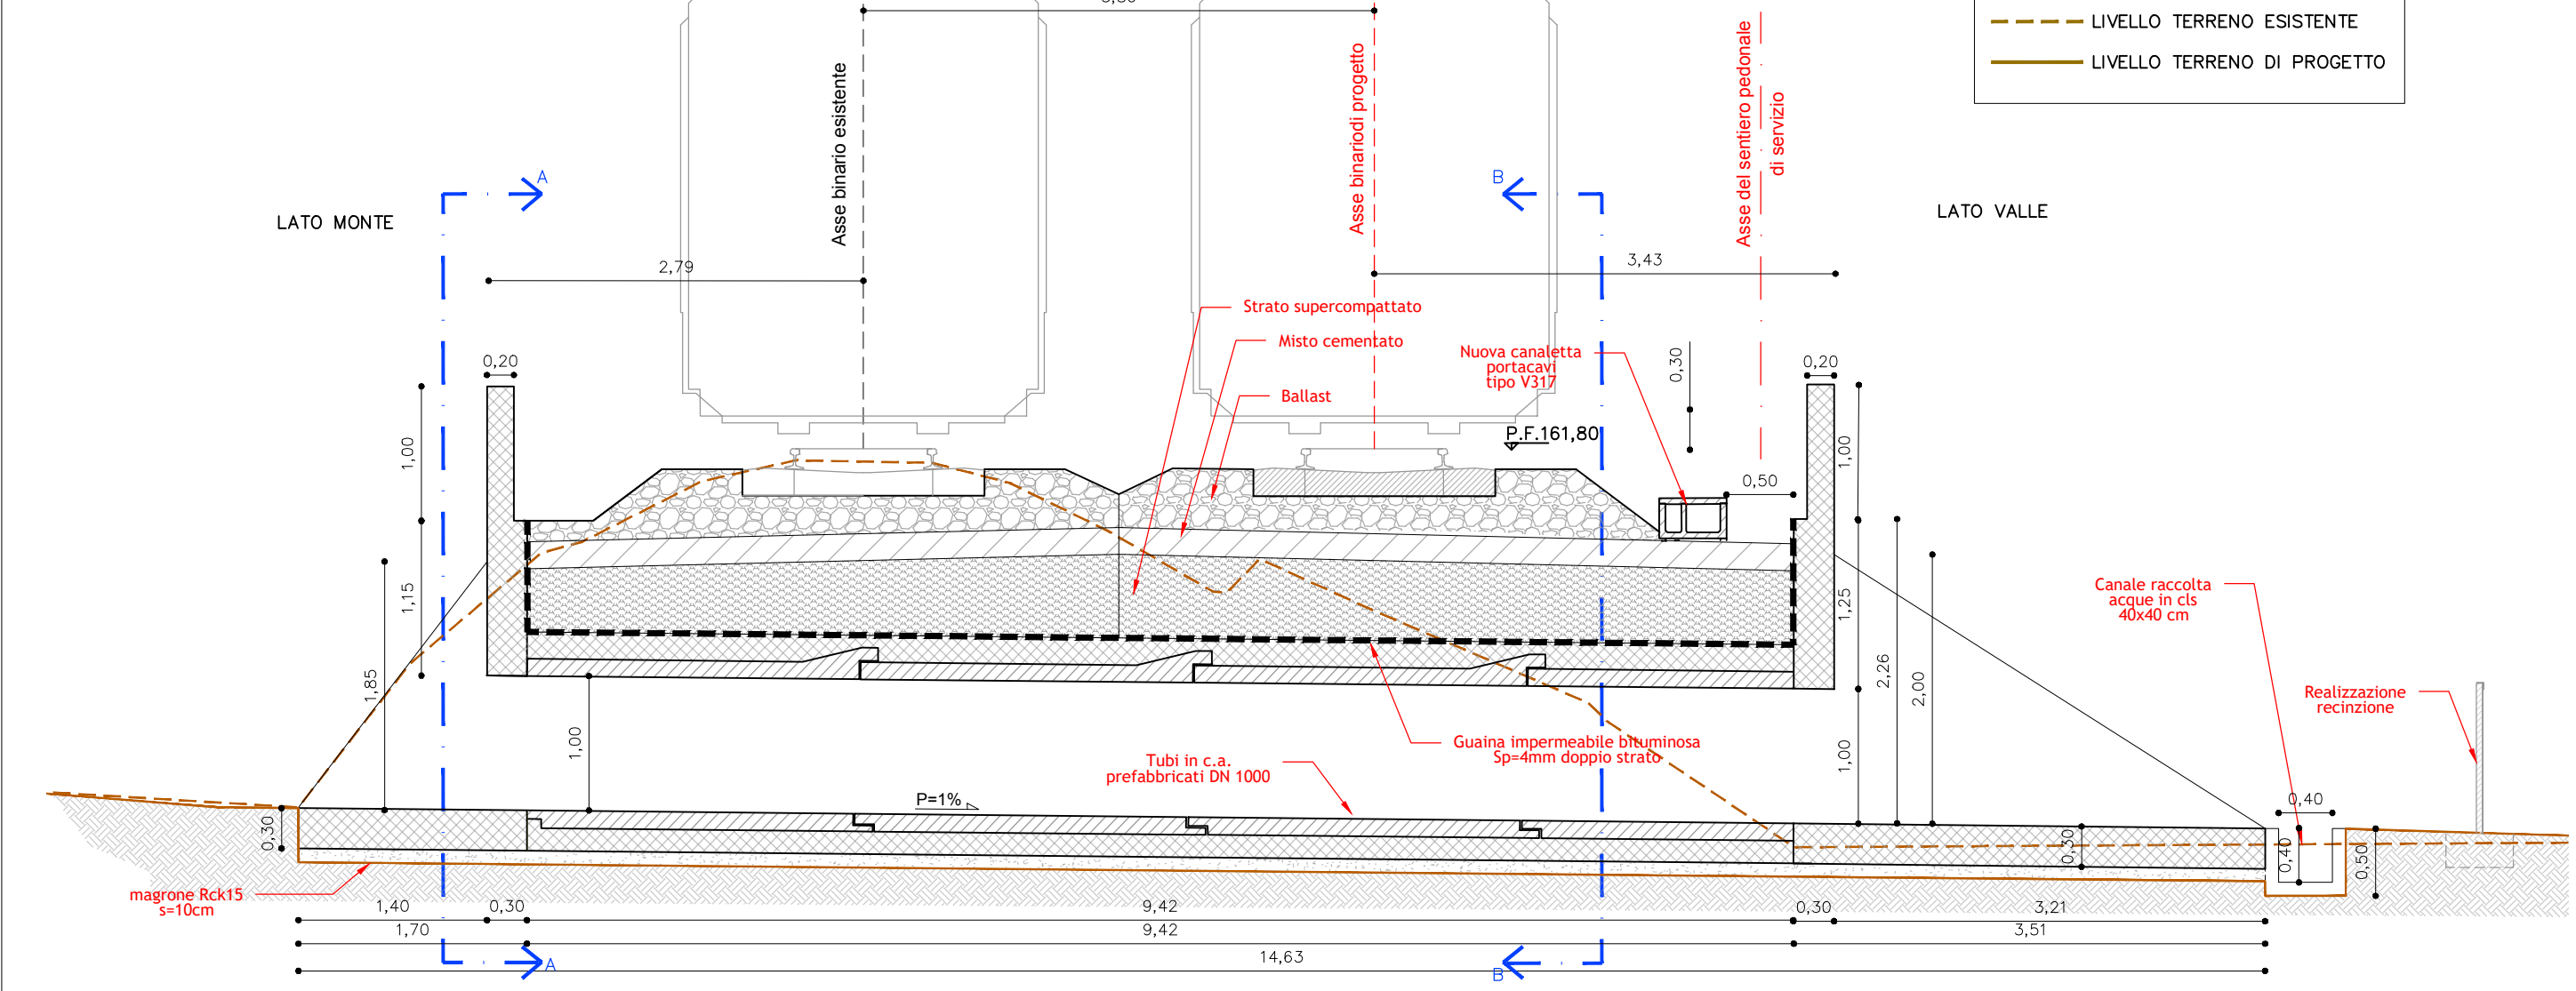 LIVELLO TERRENO ESISTENTE
LIVELLO TERRENO DI PROGETTO
Asse binario esistente
Asse binariodi progetto
Asse del sentiero pedonale
di servizio
A
B
LATO MONTE
LATO VALLE
2,79
3,43
Strato supercompattato
Misto cementato
Ballast
Nuova canaletta
portacavi
tipo V317
0,30
0,20
0,20
P.F.161,80
1,00
1,00
0,50
1,15
1,25
1,85
2,26
2,00
1,00
1,00
Canale raccolta
acque in cls
40x40 cm
Realizzazione
recinzione
Guaina impermeabile bituminosa
Sp=4mm doppio strato
Tubi in c.a.
prefabbricati DN 1000
P=1%
0,40
0,30
0,30
0,40
0,50
magrone Rck15
s=10cm
1,40
0,30
9,42
0,30
3,21
1,70
9,42
3,51
14,63
A
B